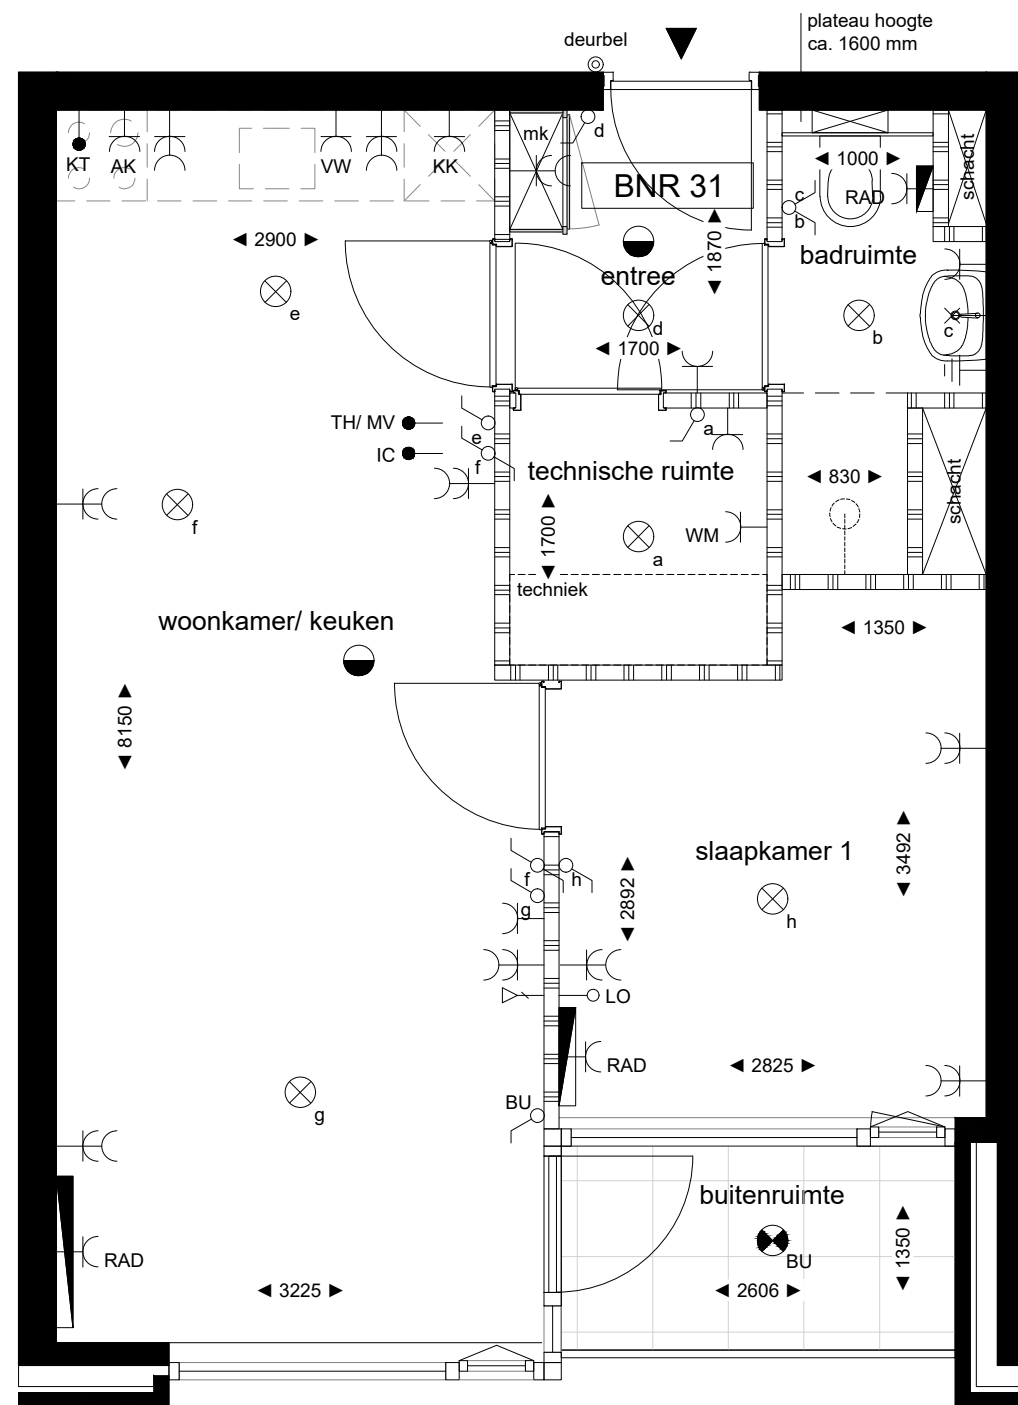 plateau hoogte
ca. 1600 mm
deurbel
mk
d
BNR 31
KT
AK
VW
KK
1000
RAD
schacht
c
b
2900
1870
badruimte
entree
e
d
b
c
1700
TH/ MV
e
a
IC
f
technische ruimte
830
schacht
f
1700
WM
a
techniek
woonkamer/ keuken
1350
8150
slaapkamer 1
3492
f
h
2892
g
h
LO
RAD
2825
BU
g
buitenruimte
BU
1350
RAD
3225
2606